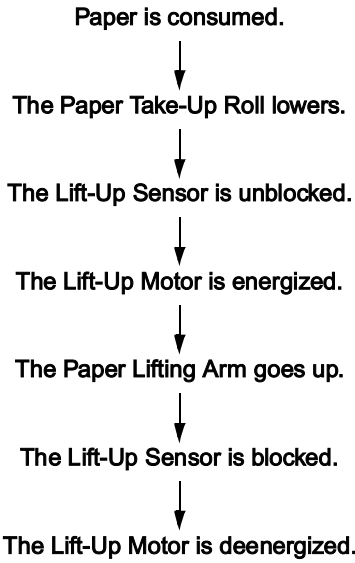 Paper is consumed.
The Paper Take-Up Roll lowers.
The Lift-Up Sensor is unblocked.
The Lift-Up Motor is energized.
The Paper Lifting Arm goes up.
The Lift-Up Sensor is blocked.
The Lift-Up Motor is deenergized.